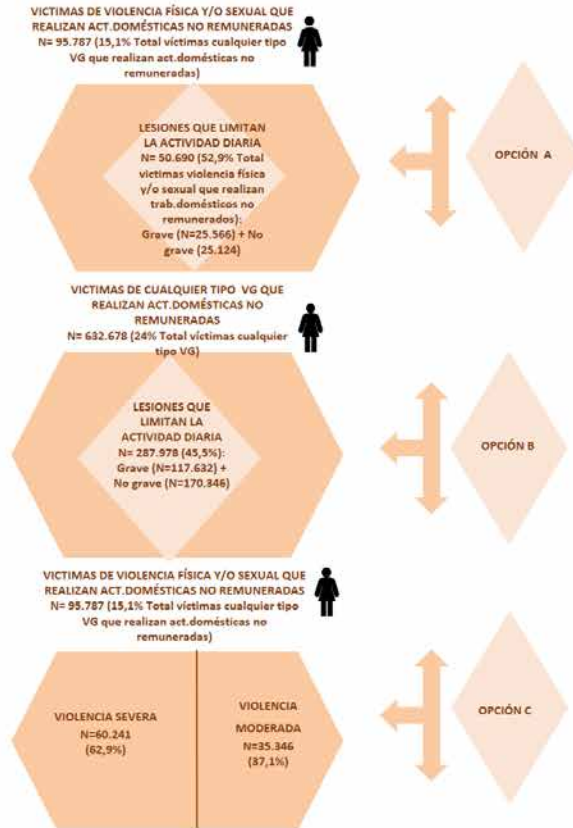 VICTIMAS DE VIOLENCIA FÍSICA Y/O SEXUAL QUE
REALIZAN ACT.DOMÉSTICAS NO REMUNERADAS
N= 95.787 (15,1% Total víctimas cualquier tipo
VG que realizan act.domésticas no
remuneradas)
LESIONES QUE LIMITAN
LA ACTIVIDAD DIARIA
N= 50.690 (52,9% Total
victimas violencia física
y/o sexual que realizan
trab.domésticos no
remunerados):
Grave (N=25.566) + No
grave (25.124)
OPCIÓN A
VICTIMAS DE CUALQUIER TIPO VG QUE
REALIZAN ACT.DOMÉSTICAS NO
REMUNERADAS
N= 632.678 (24% Total víctimas cualquier
tipo VG)
LESIONES QUE
LIMITAN LA
ACTIVIDAD DIARIA
N= 287.978 (45,5%):
Grave (N=117.632) +
No grave (N=170.346)
OPCIÓN B
VICTIMAS DE VIOLENCIA FÍSICA Y/O SEXUAL QUE
REALIZAN ACT.DOMÉSTICAS NO REMUNERADAS
N= 95.787 (15,1% Total víctimas cualquier tipo
VG que realizan act.domésticas no
remuneradas)
VIOLENCIA SEVERA
N=60.241
(62,9%)
VIOLENCIA
MODERADA
N=35.346
(37,1%)
OPCIÓN C